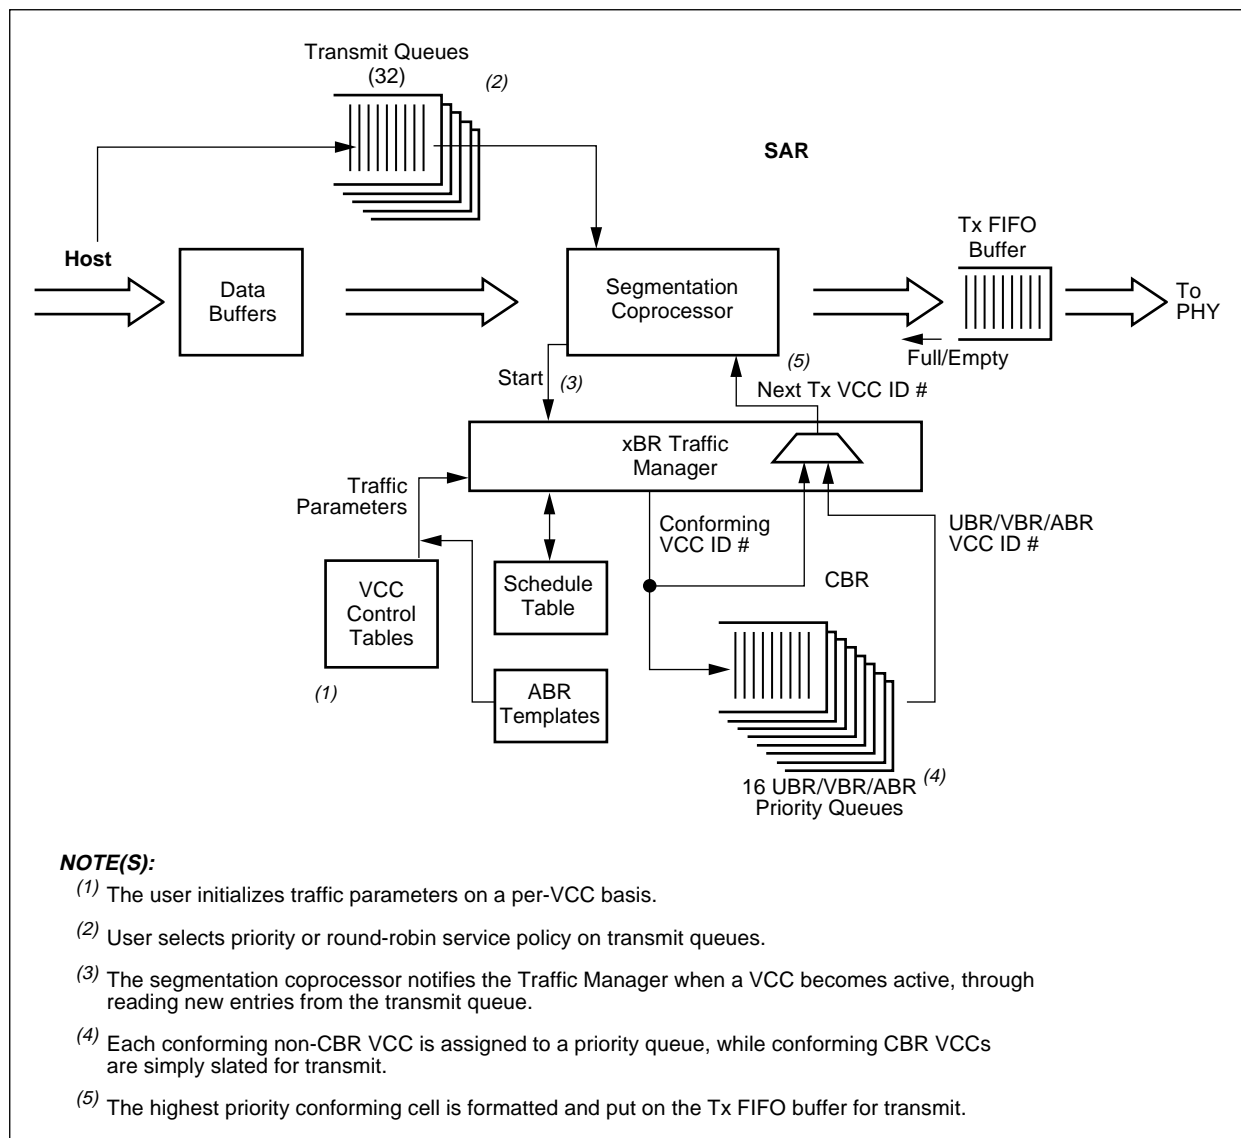 Transmit Queues
(32)
(2)
SAR
Host
Data
Buffers
Segmentation
Coprocessor
Tx FIFO
Buffer
To
PHY
Full/Empty
Start
(3)
(5)
Next Tx VCC ID #
xBR Traffic
Manager
Traffic
Parameters
Conforming
VCC ID #
UBR/VBR/ABR
VCC ID #
CBR
VCC
Control
Tables
Schedule
Table
(1)
ABR
Templates
16 UBR/VBR/ABR
Priority Queues
(4)
NOTE(S):
(1) The user initializes traffic parameters on a per-VCC basis.
(2) User selects priority or round-robin service policy on transmit queues.
(3) The segmentation coprocessor notifies the Traffic Manager when a VCC becomes active, through
reading new entries from the transmit queue.
(4) Each conforming non-CBR VCC is assigned to a priority queue, while conforming CBR VCCs
are simply slated for transmit.
(5) The highest priority conforming cell is formatted and put on the Tx FIFO buffer for transmit.